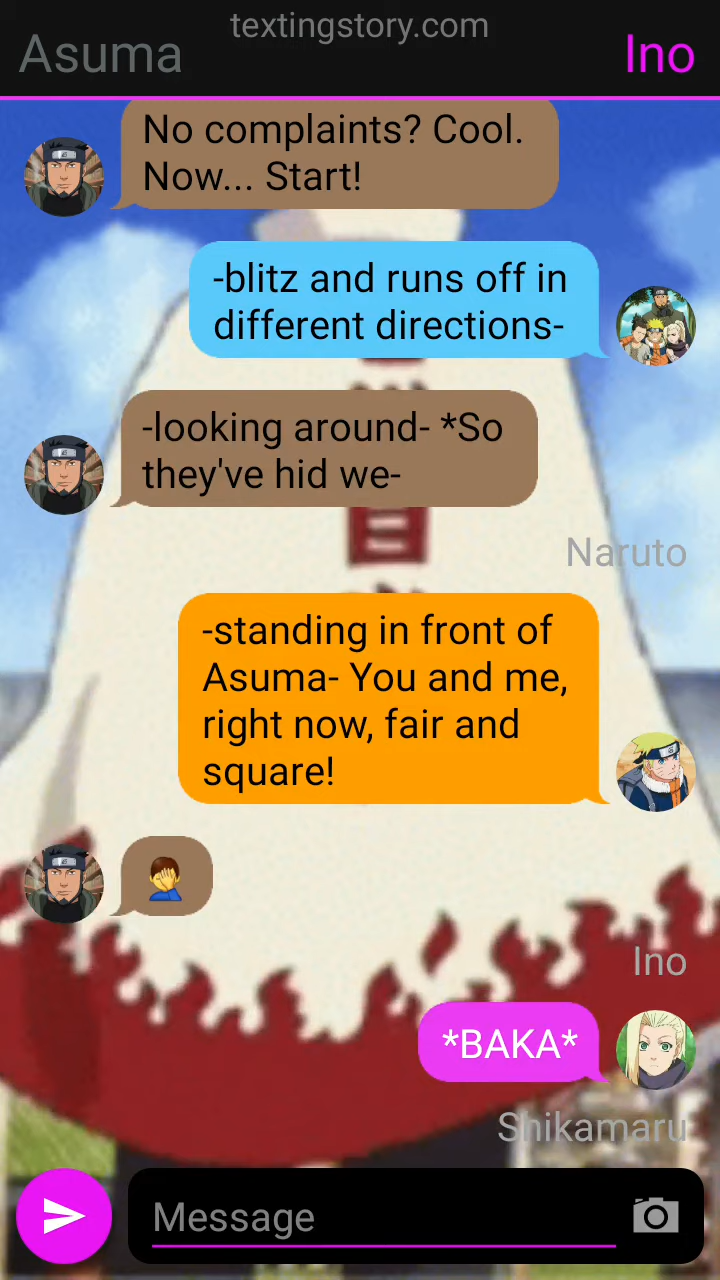 textingstory.com
Asuma
Ino
No complaints? Cool.
Now... Start!
-blitz and runs off in
different directions-
-looking around- *So
they've hid we-
Naruto
-standing in front of
Asuma- You and me,
right now, fair and
square!
Ino
*BAKA*
Shikamaru
Message